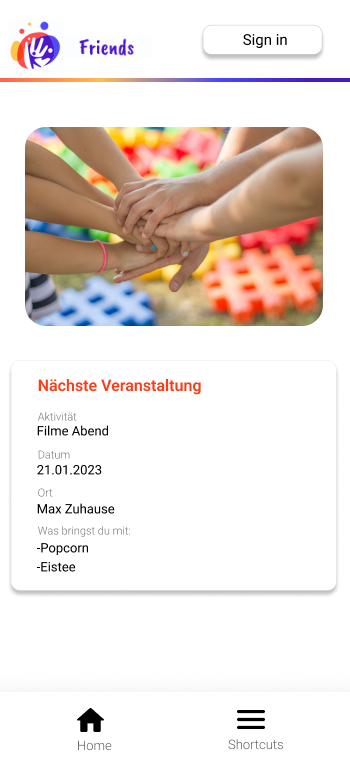 Friends
Sign in
Nächste Veranstaltung
Aktivität
Filme Abend
Datum
21.01.2023
Ort
Max Zuhause
Was bringst du mit:
-Popcorn
-Eistee
Home
Shortcuts